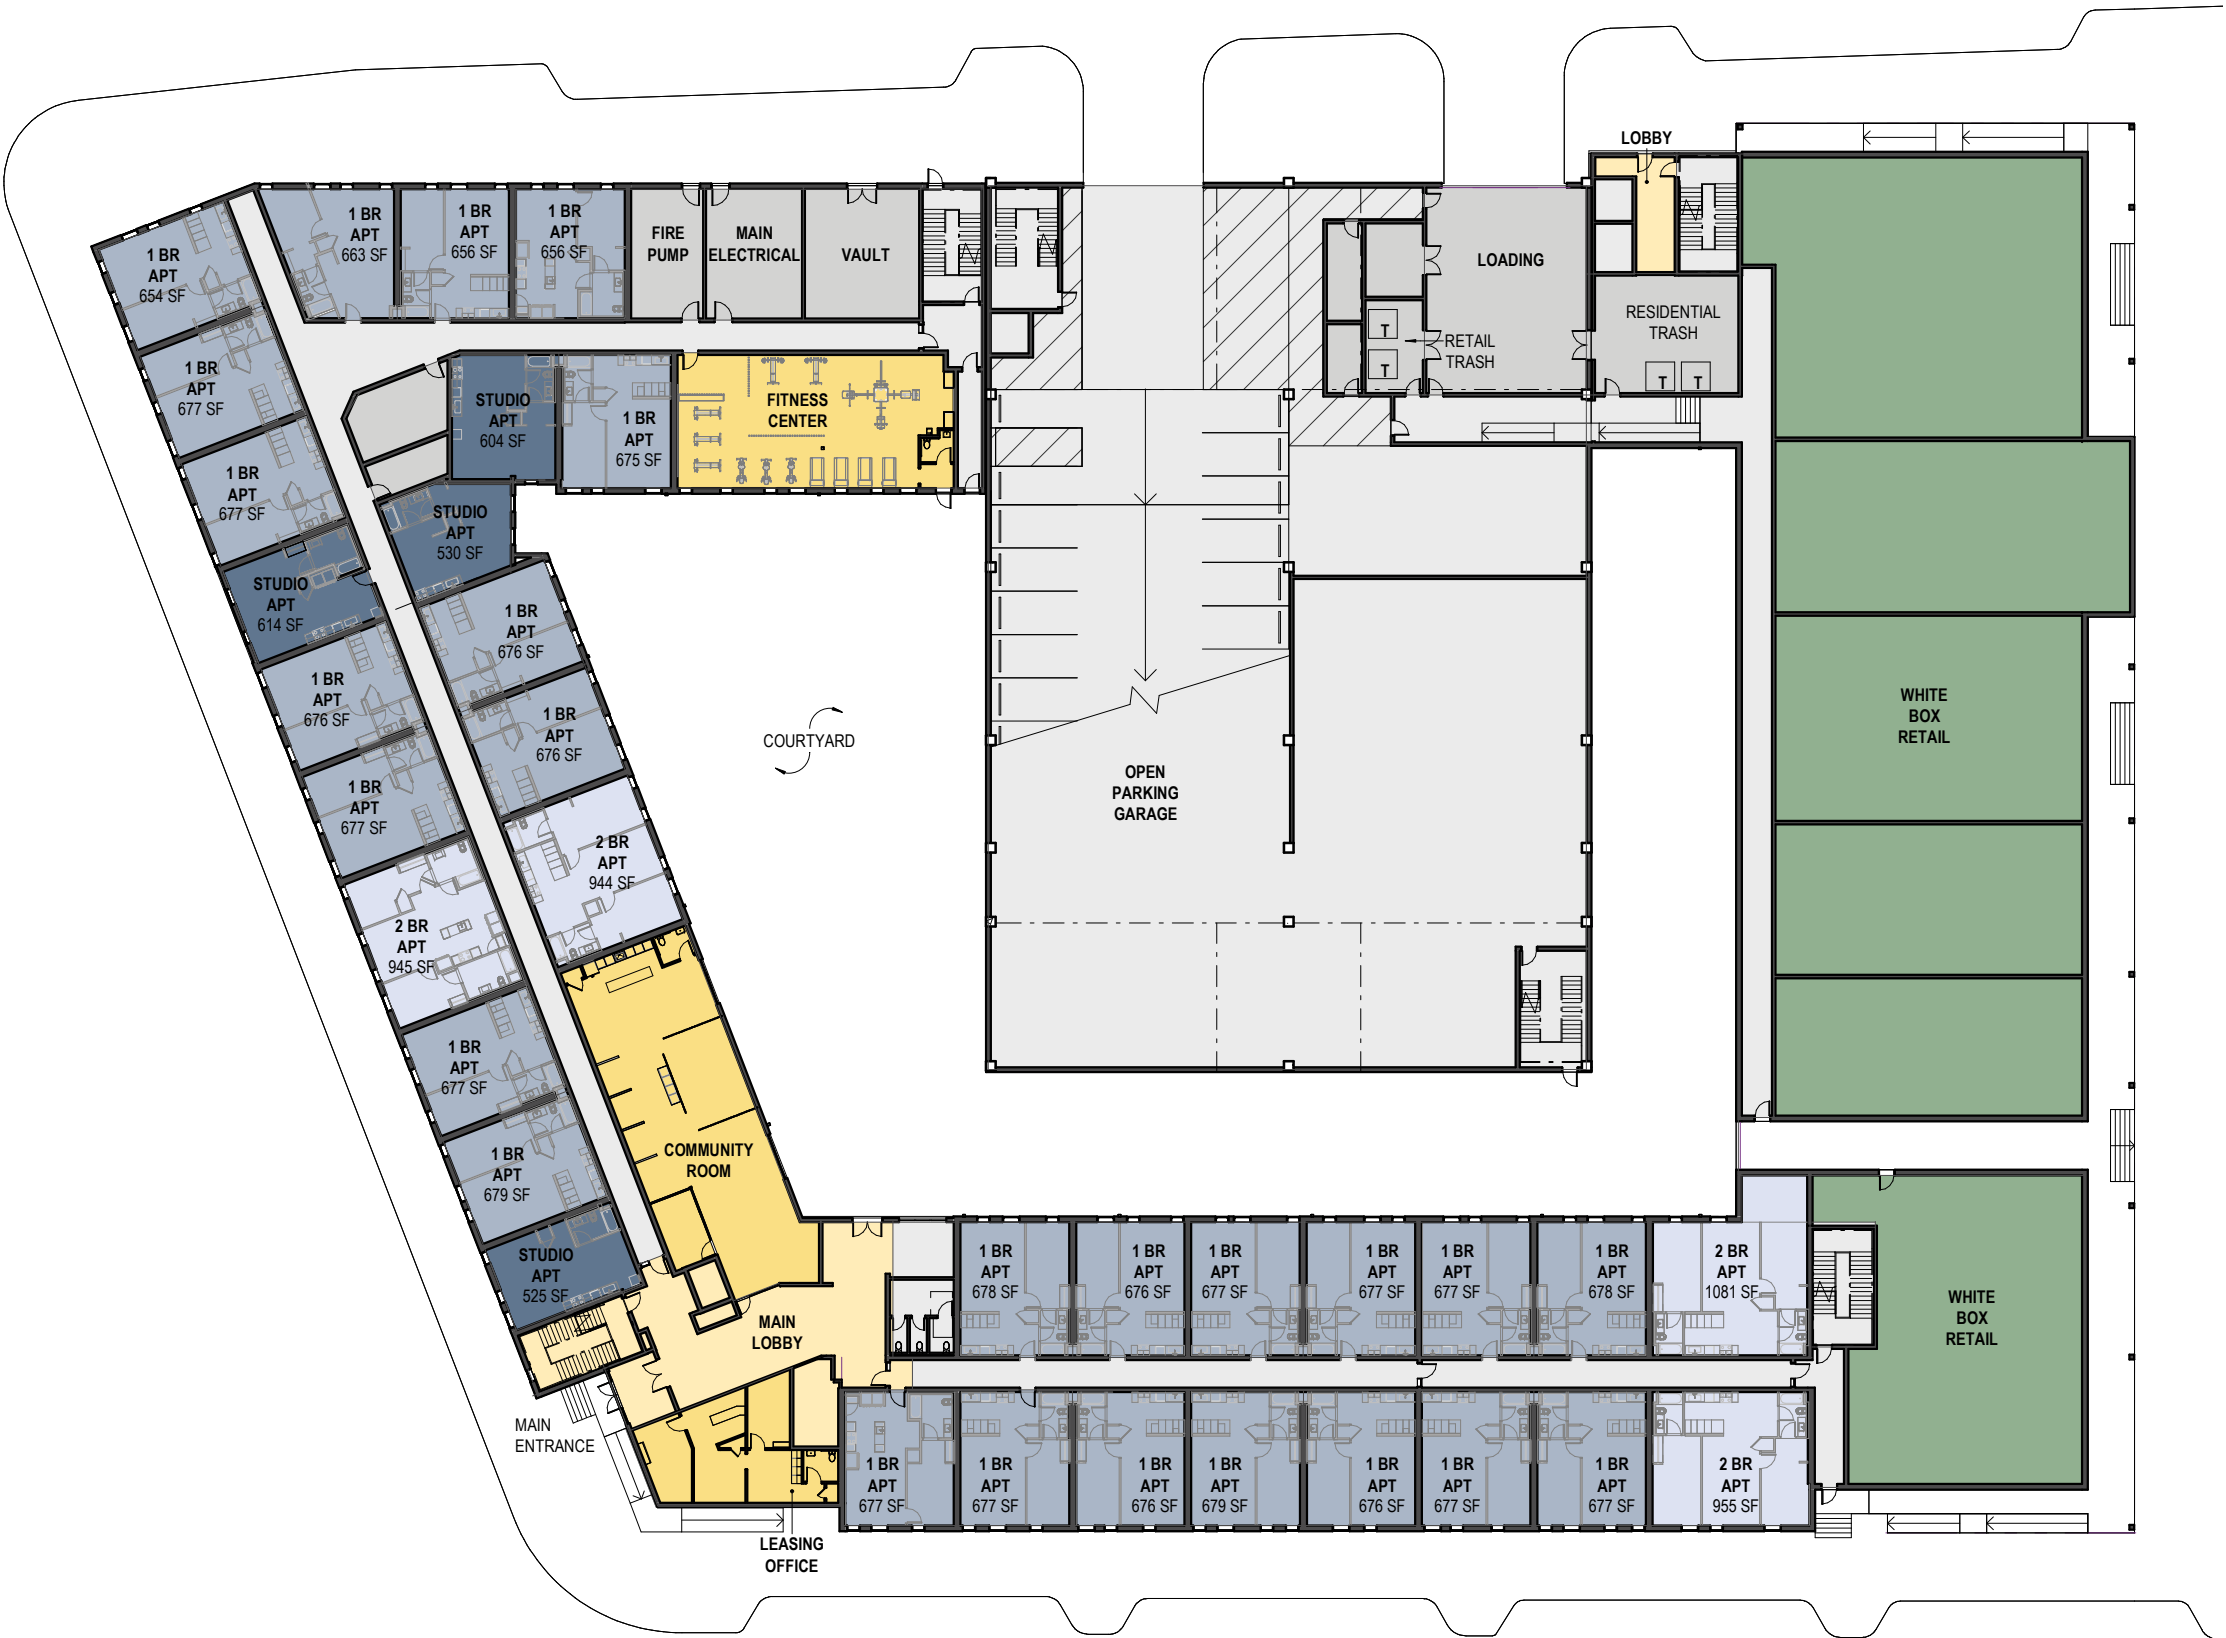 LOBBY
1 BR
APT
663 SF
1 BR
APT
656 SF
1 BR
APT
656 SF
FIRE
PUMP
MAIN
ELECTRICAL
VAULT
LOADING
1 BR
APT
654 SF
RESIDENTIAL
TRASH
RETAIL
TRASH
T
T
T
T
1 BR
APT
677 SF
STUDIO
APT
604 SF
1 BR
APT
675 SF
FITNESS
CENTER
1 BR
APT
677 SF
STUDIO
APT
530 SF
STUDIO
APT
614 SF
1 BR
APT
676 SF
1 BR
APT
676 SF
1 BR
APT
676 SF
COURTYARD
WHITE
BOX
RETAIL
1 BR
APT
677 SF
OPEN
PARKING
GARAGE
2 BR
APT
944 SF
2 BR
APT
945 SF
1 BR
APT
677 SF
COMMUNITY
ROOM
1 BR
APT
679 SF
STUDIO
APT
525 SF
MAIN
LOBBY
1 BR
APT
678 SF
1 BR
APT
676 SF
1 BR
APT
677 SF
1 BR
APT
677 SF
1 BR
APT
677 SF
1 BR
APT
678 SF
2 BR
APT
1081 SF
WHITE
BOX
RETAIL
MAIN
ENTRANCE
1 BR
APT
677 SF
1 BR
APT
677 SF
1 BR
APT
676 SF
1 BR
APT
679 SF
1 BR
APT
676 SF
1 BR
APT
677 SF
1 BR
APT
677 SF
2 BR
APT
955 SF
LEASING
OFFICE